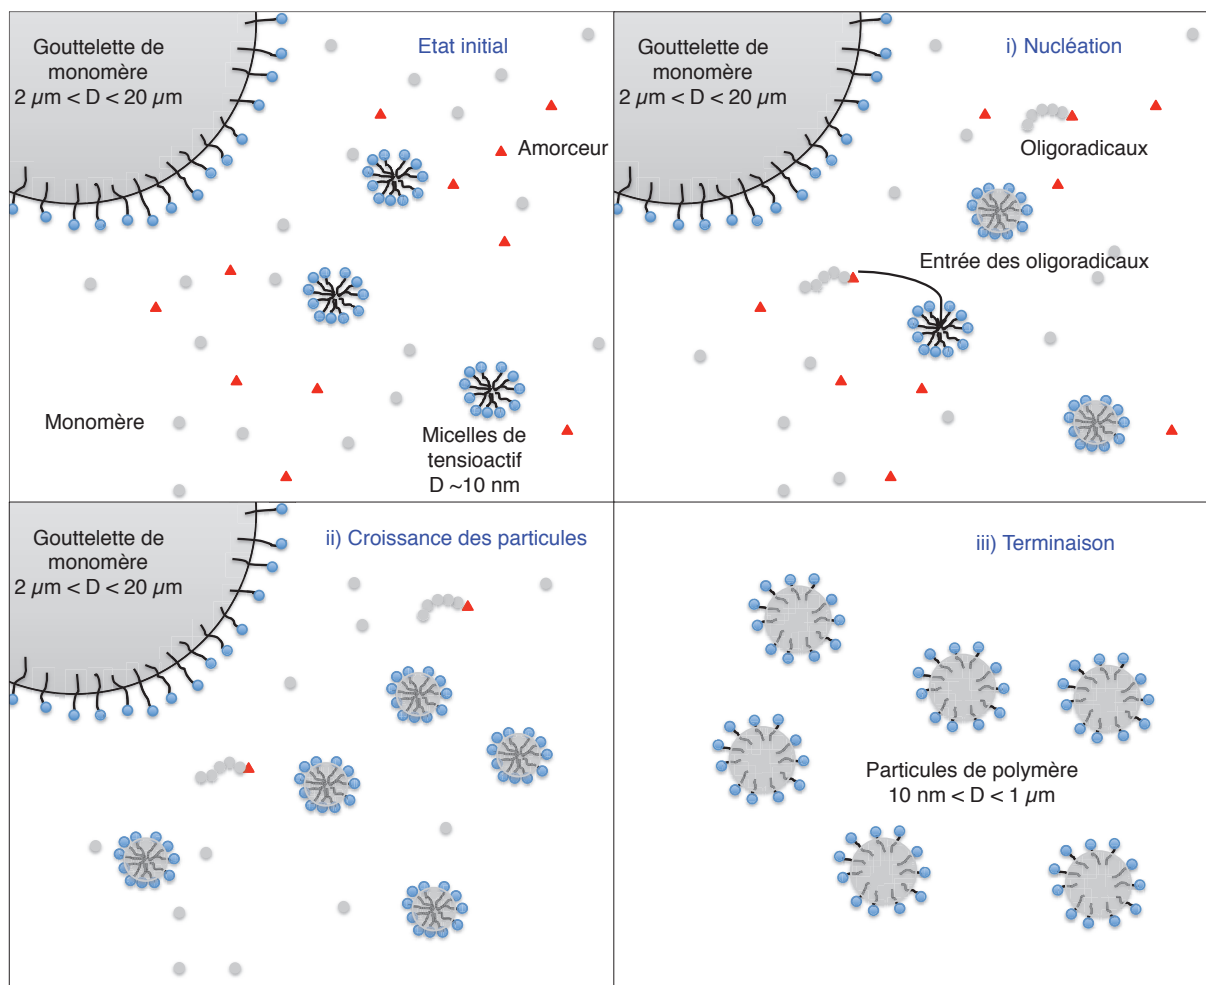 Gouttelette de
monomère
2 µm < D < 20 µm
Etat initial
Amorceur
Monomère
Micelles de
tensioactif
D ~10 nm
Gouttelette de
monomère
2 µm < D < 20 µm
i) Nucléation
Oligoradicaux
Entrée des oligoradicaux
Gouttelette de
monomère
2 µm < D < 20 µm
ii) Croissance des particules
iii) Terminaison
Particules de polymère
10 nm < D < 1 µm